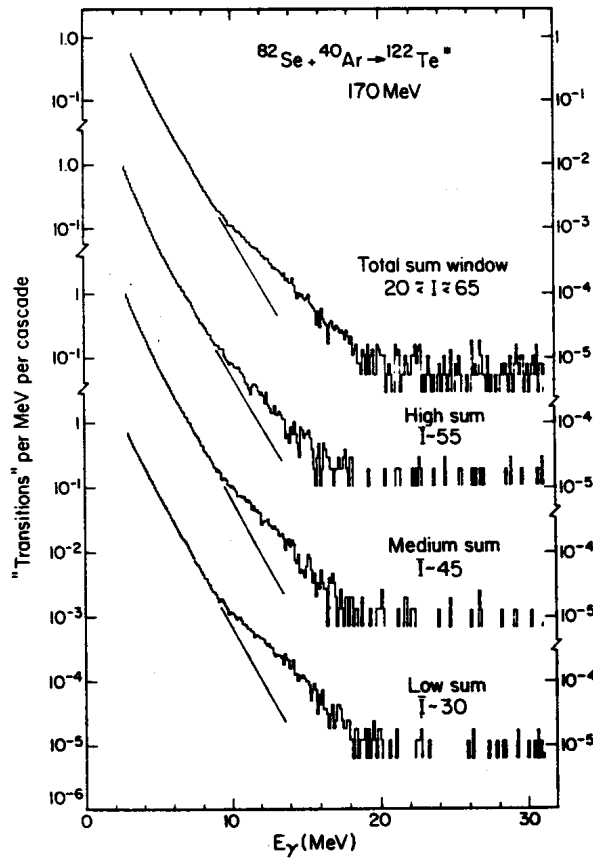 ⁸²Se + ⁴⁰Ar → ¹²²Te*
170 MeV
Total sum window
20 ≈ I ≈ 65
High sum
Ī~55
Medium sum
Ī~45
Low sum
Ī~30
"Transitions" per MeV per cascade
1.0
10⁻¹
1.0
10⁻¹
1
10⁻¹
1
10⁻¹
10⁻²
10⁻³
10⁻⁴
10⁻⁵
10⁻⁶
1
10⁻¹
10⁻²
10⁻³
10⁻⁴
10⁻⁵
10⁻⁴
10⁻⁵
10⁻⁴
10⁻⁵
10⁻⁴
10⁻⁵
0 10 20 30
Eγ (MeV)